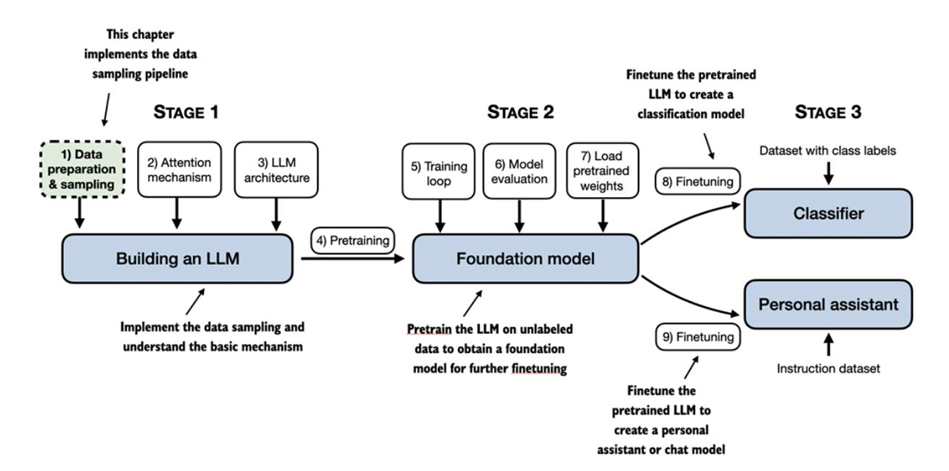 This chapter
implements the data
sampling pipeline
STAGE 1
1) Data
preparation
& sampling
2) Attention
mechanism
3) LLM
architecture
Building an LLM
Implement the data sampling and
understand the basic mechanism
4) Pretraining
STAGE 2
5) Training
loop
6) Model
evaluation
7) Load
pretrained
weights
Foundation model
Pretrain the LLM on unlabeled
data to obtain a foundation
model for further finetuning
Finetune the pretrained
LLM to create a
classification model
STAGE 3
8) Finetuning
Dataset with class labels
Classifier
Personal assistant
9) Finetuning
Instruction dataset
Finetune the
pretrained LLM to
create a personal
assistant or chat model